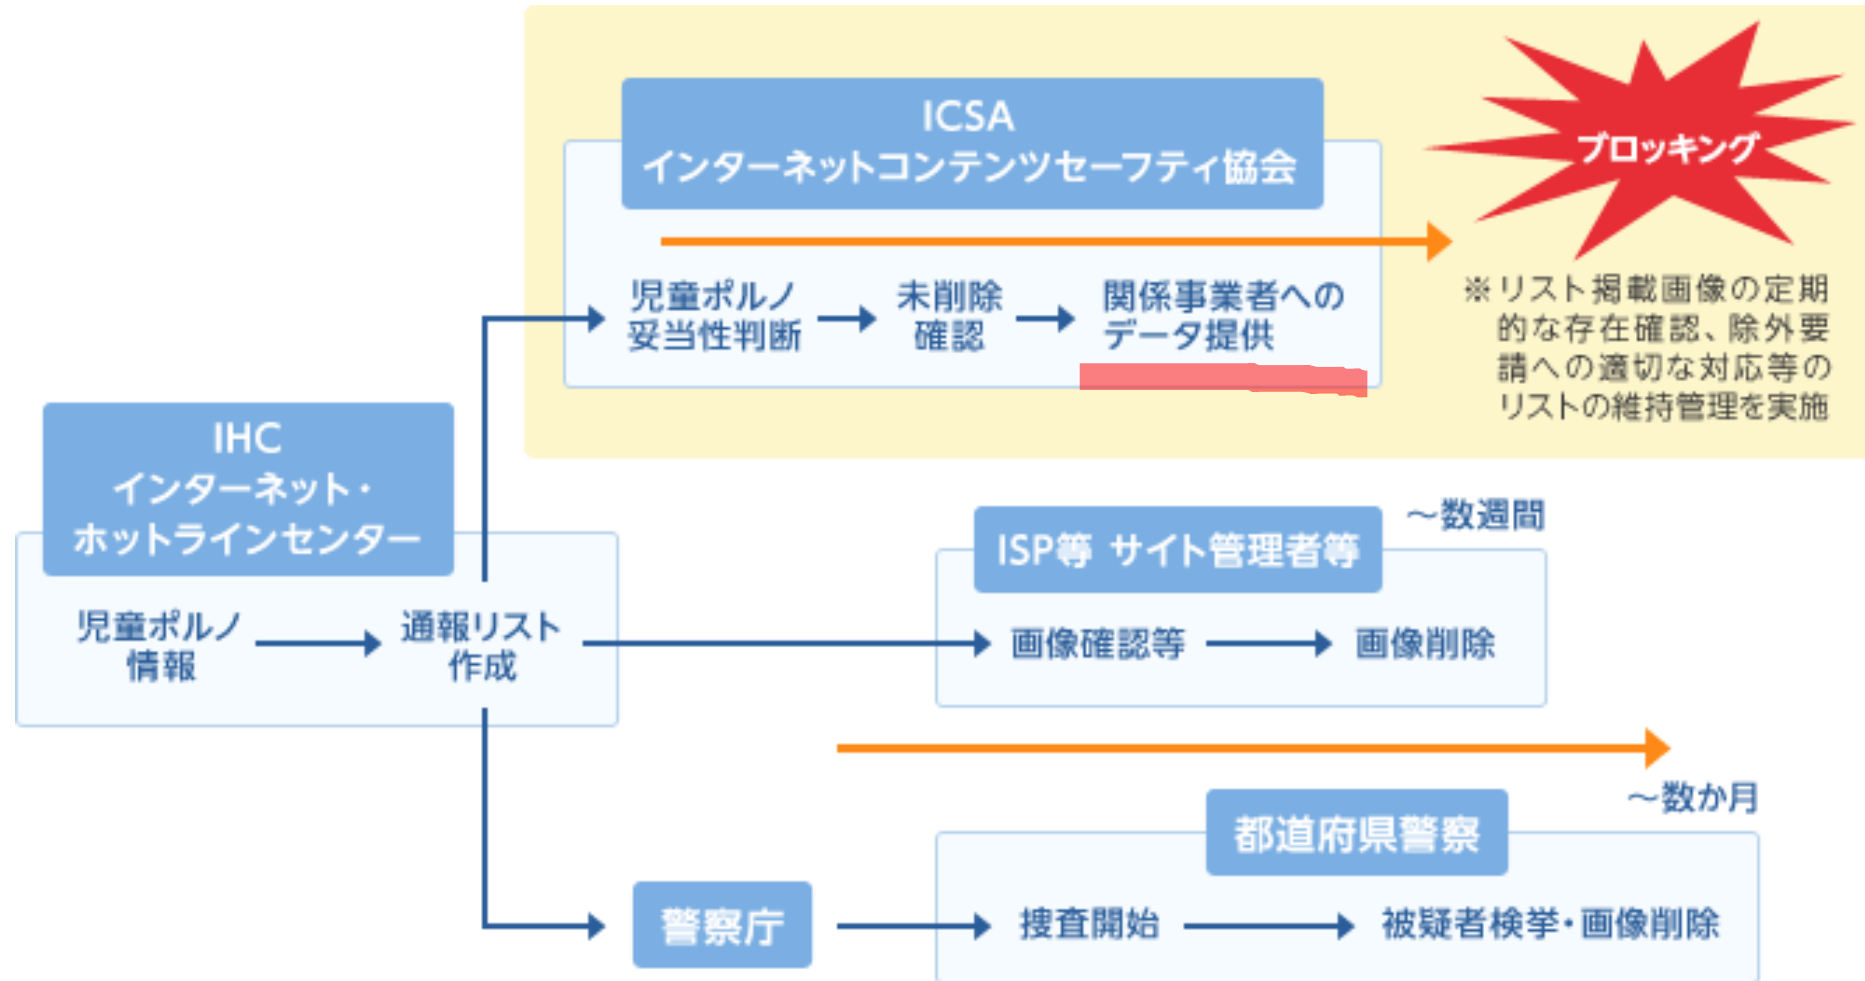 ICSA
インターネットコンテンツセーフティ協会
ブロッキング
児童ポルノ
妥当性判断
未削除
確認
関係事業者への
データ提供
※リスト掲載画像の定期
的な存在確認、除外要
請への適切な対応等の
リストの維持管理を実施
IHC
インターネット・
ホットラインセンター
児童ポルノ
情報
通報リスト
作成
ISP等 サイト管理者等
～数週間
画像確認等
画像削除
～数か月
都道府県警察
警察庁
捜査開始
被疑者検挙・画像削除